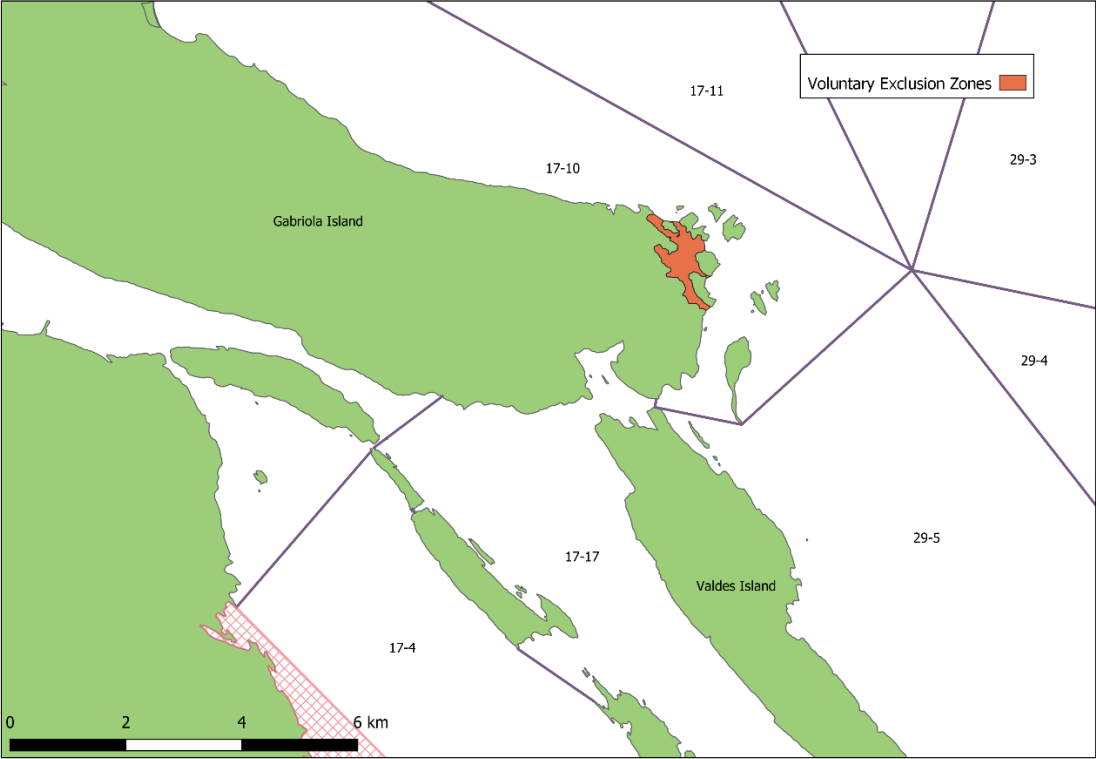 17-11
Voluntary Exclusion Zones
29-3
17-10
Gabriola Island
29-4
29-5
17-17
Valdes Island
17-4
0 2 4 6 km